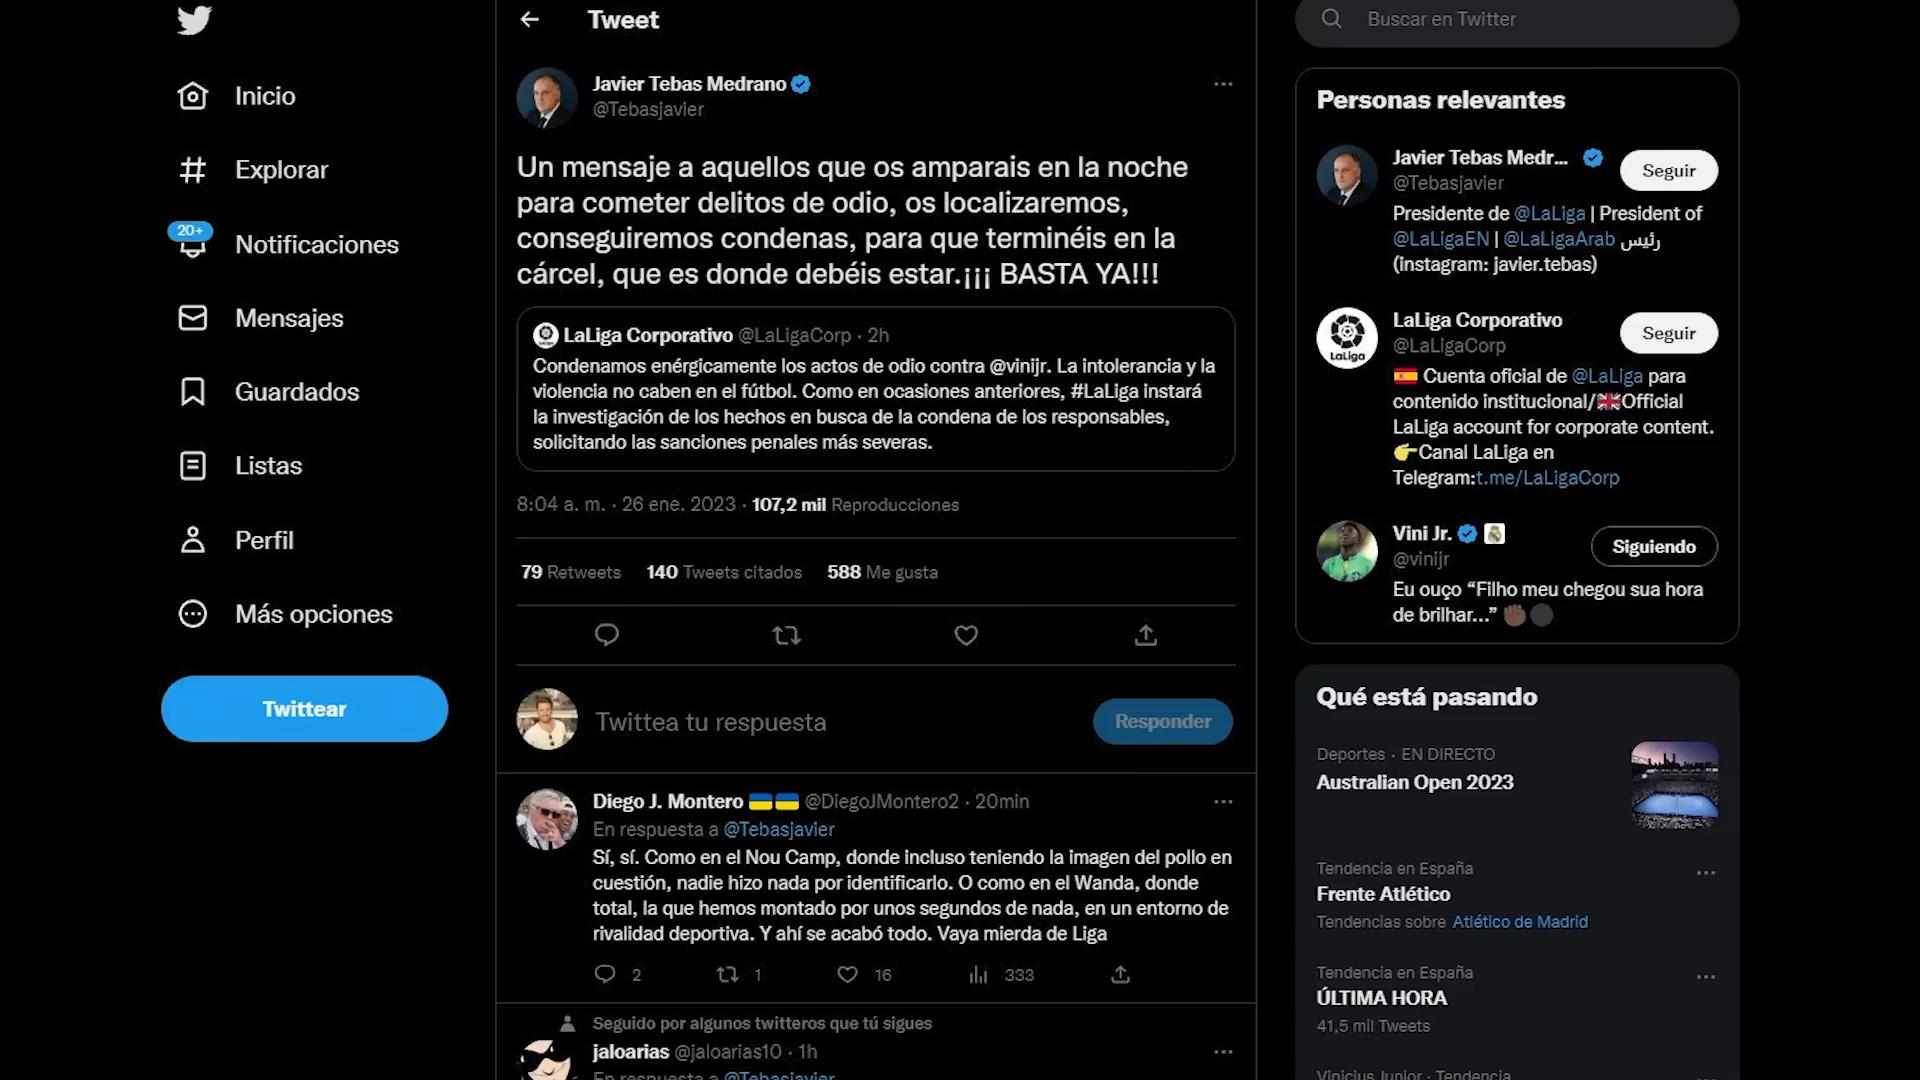 Inicio
Explorar
20+
Notificaciones
Mensajes
Guardados
Listas
Perfil
Más opciones
Twittear
Tweet
Javier Tebas Medrano
@Tebasjavier
Un mensaje a aquellos que os amparais en la noche
para cometer delitos de odio, os localizaremos,
conseguiremos condenas, para que terminéis en la
cárcel, que es donde debéis estar.¡¡¡ BASTA YA!!!
LaLiga Corporativo @LaLigaCorp · 2h
Condenamos enérgicamente los actos de odio contra @vinijr. La intolerancia y la
violencia no caben en el fútbol. Como en ocasiones anteriores, #LaLiga instará
la investigación de los hechos en busca de la condena de los responsables,
solicitando las sanciones penales más severas.
8:04 a. m. · 26 ene. 2023 · 107,2 mil Reproducciones
79 Retweets 140 Tweets citados 588 Me gusta
Twittea tu respuesta
Responder
Diego J. Montero 🇺🇦🇺🇦 @DiegoJMontero2 · 20min
En respuesta a @Tebasjavier
Sí, sí. Como en el Nou Camp, donde incluso teniendo la imagen del pollo en
cuestión, nadie hizo nada por identificarlo. O como en el Wanda, donde
total, la que hemos montado por unos segundos de nada, en un entorno de
rivalidad deportiva. Y ahí se acabó todo. Vaya mierda de Liga
2 1 16 333
Seguido por algunos twitteros que tú sigues
jaloarias @jaloarias10 · 1h
En respuesta a @Tebasjavier
Buscar en Twitter
Personas relevantes
Javier Tebas Medr...
@Tebasjavier
Seguir
Presidente de @LaLiga | President of
@LaLigaEN | @LaLigaArab رئيس
(instagram: javier.tebas)
LaLiga
LaLiga Corporativo
@LaLigaCorp
Seguir
🇪🇸 Cuenta oficial de @LaLiga para
contenido institucional/🇬🇧Official
LaLiga account for corporate content.
👉Canal LaLiga en
Telegram:t.me/LaLigaCorp
Vini Jr.
@vinijr
Siguiendo
Eu ouço “Filho meu chegou sua hora
de brilhar...” ✊🏿⚫
Qué está pasando
Deportes · EN DIRECTO
Australian Open 2023
Tendencia en España
Frente Atlético
Tendencias sobre Atlético de Madrid
Tendencia en España
ÚLTIMA HORA
41,5 mil Tweets
Vinicius Junior · Tendencia